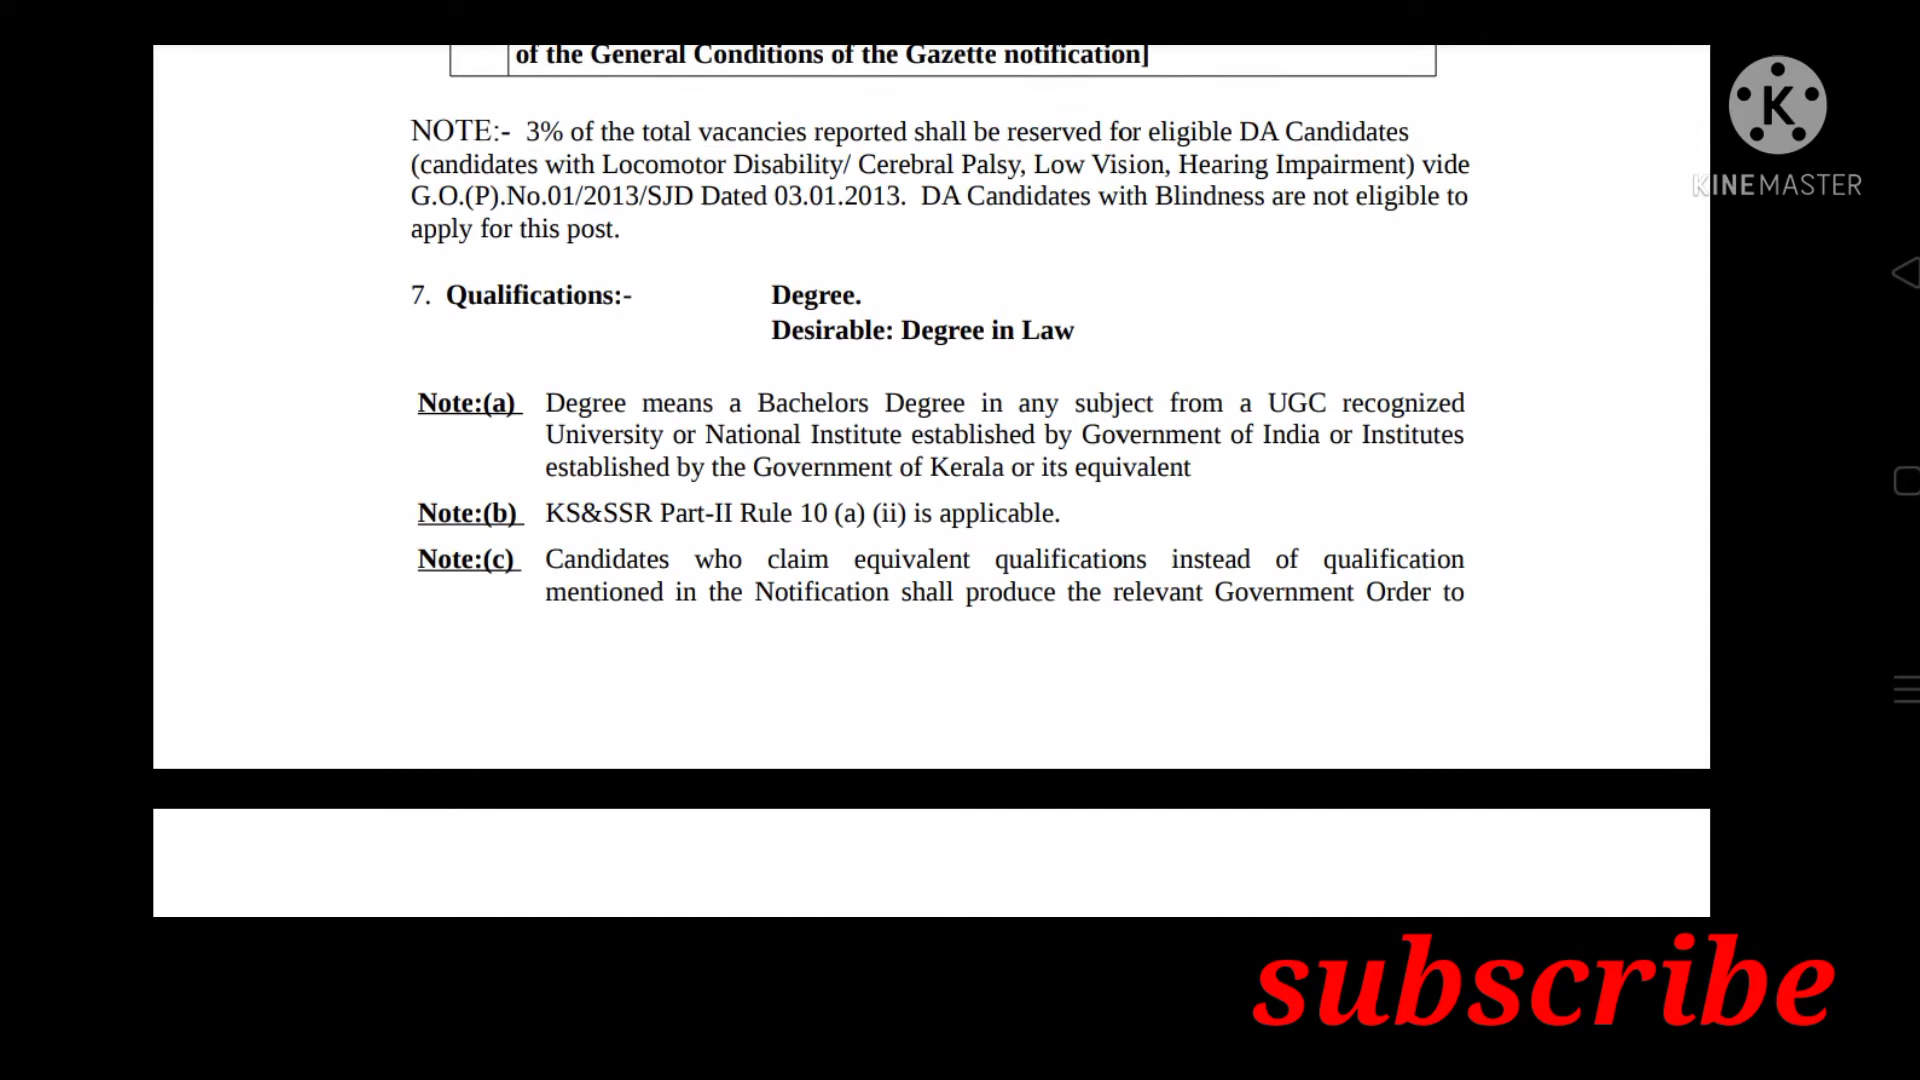 of the General Conditions of the Gazette notification]
NOTE:- 3% of the total vacancies reported shall be reserved for eligible DA Candidates
(candidates with Locomotor Disability/ Cerebral Palsy, Low Vision, Hearing Impairment) vide
G.O.(P).No.01/2013/SJD Dated 03.01.2013. DA Candidates with Blindness are not eligible to
apply for this post.
7. Qualifications:- Degree.
Desirable: Degree in Law
Note:(a) Degree means a Bachelors Degree in any subject from a UGC recognized
University or National Institute established by Government of India or Institutes
established by the Government of Kerala or its equivalent
Note:(b) KS&SSR Part-II Rule 10 (a) (ii) is applicable.
Note:(c) Candidates who claim equivalent qualifications instead of qualification
mentioned in the Notification shall produce the relevant Government Order to
K
KINEMASTER
subscribe